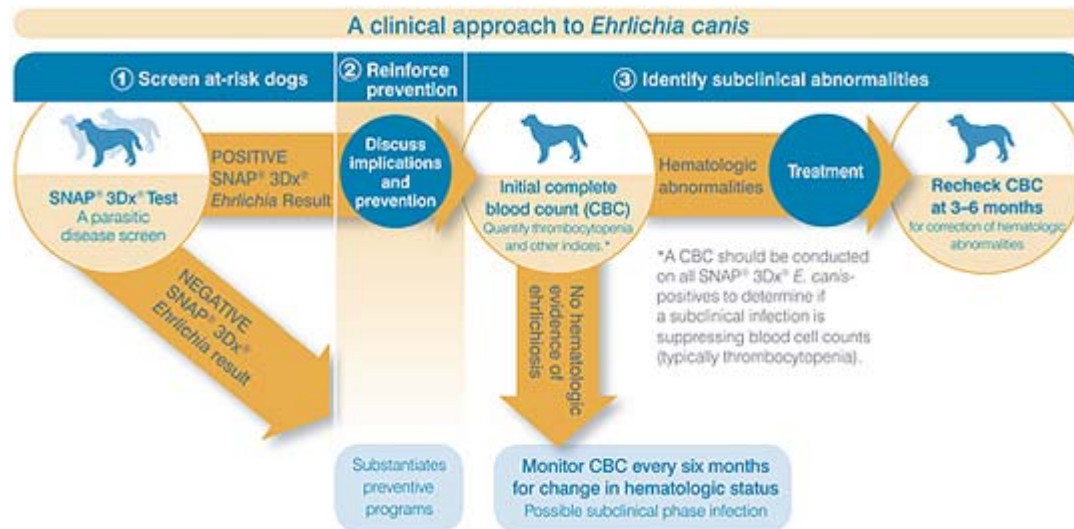 A clinical approach to Ehrlichia canis
① Screen at-risk dogs
② Reinforce
prevention
③ Identify subclinical abnormalities
SNAP® 3Dx® Test
A parasitic
disease screen
POSITIVE
SNAP® 3Dx®
Ehrlichia Result
NEGATIVE
SNAP® 3Dx®
Ehrlichia result
Discuss
implications
and
prevention
Substantiates
preventive
programs
Initial complete
blood count (CBC)
Quantify thrombocytopenia
and other indices.*
No hematologic
evidence of
ehrlichiosis
Monitor CBC every six months
for change in hematologic status
Possible subclinical phase infection
Hematologic
abnormalities
Treatment
*A CBC should be conducted
on all SNAP® 3Dx® E. canis-
positives to determine if
a subclinical infection is
suppressing blood cell counts
(typically thrombocytopenia).
Recheck CBC
at 3–6 months
for correction of hematologic
abnormalities